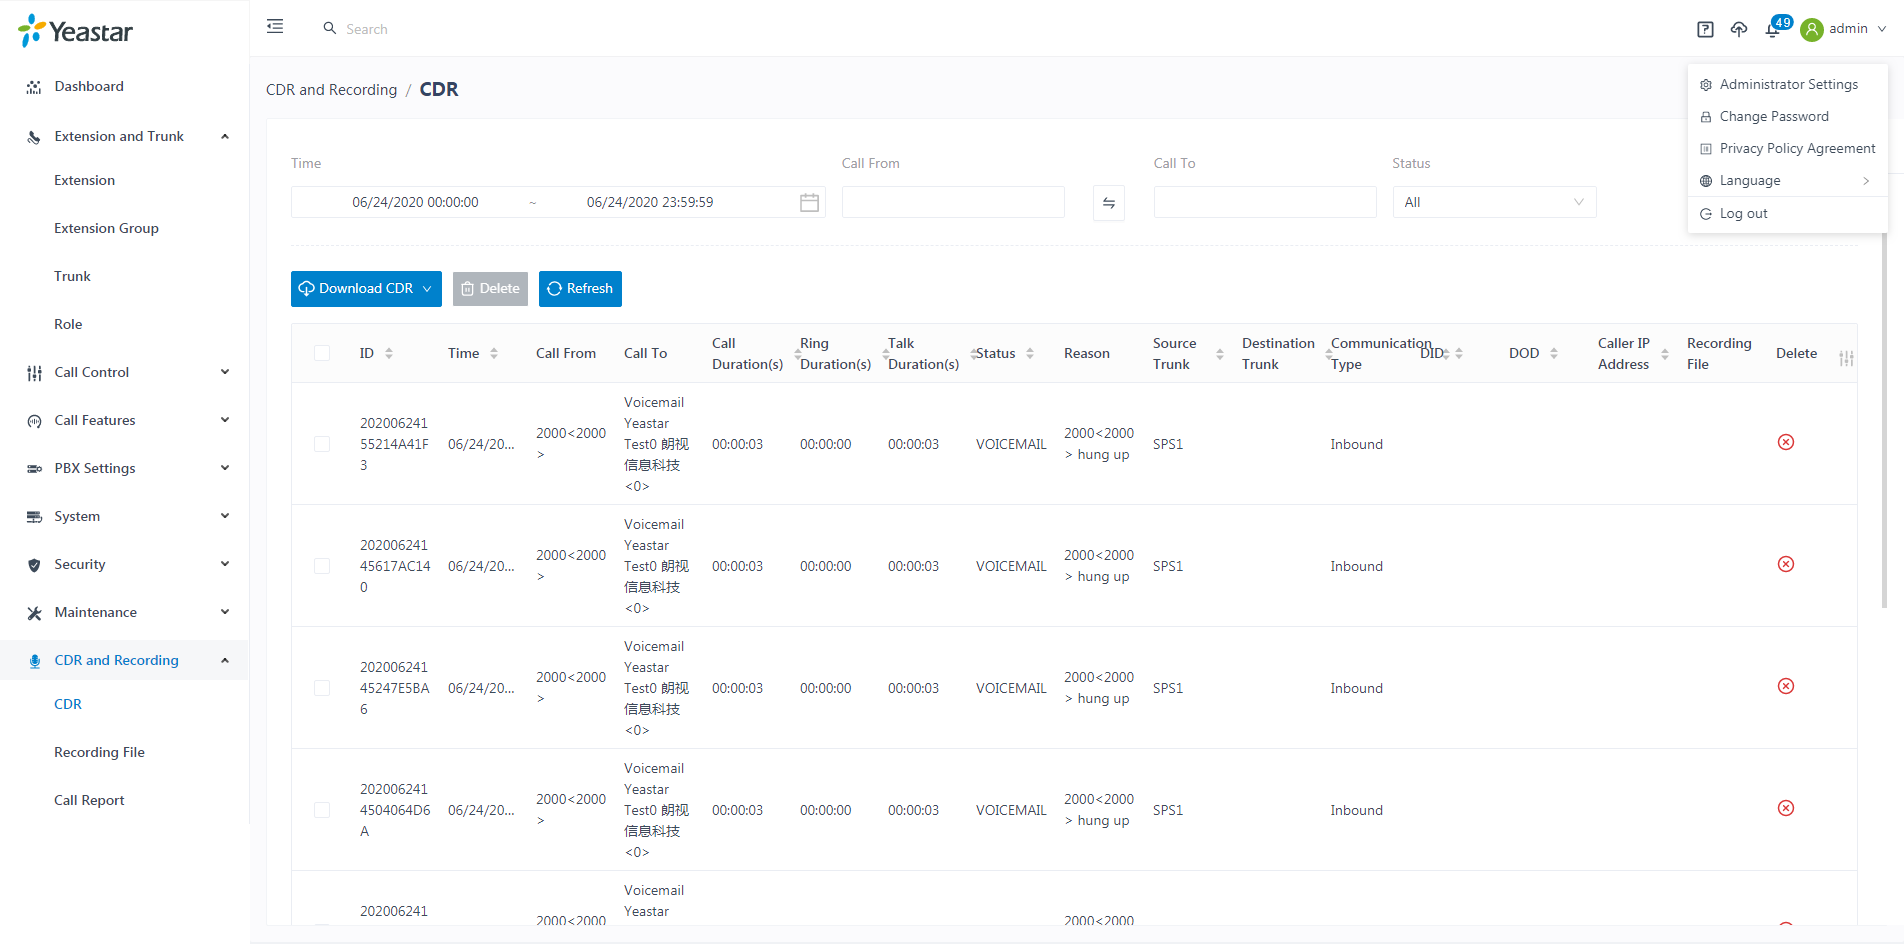 Yeastar
Search
49
admin
Dashboard
Extension and Trunk
Extension
Extension Group
Trunk
Role
Call Control
Call Features
PBX Settings
System
Security
Maintenance
CDR and Recording
CDR
Recording File
Call Report
CDR and Recording / CDR
Administrator Settings
Change Password
Privacy Policy Agreement
Language
Log out
Time
Call From
Call To
Status
06/24/2020 00:00:00 ~ 06/24/2020 23:59:59
All
Download CDR
Delete
Refresh
ID
Time
Call From
Call To
Call
Duration(s)
Ring
Duration(s)
Talk
Duration(s)
Status
Reason
Source
Trunk
Destination
Trunk
Communication
Type
DID
DOD
Caller IP
Address
Recording
File
Delete
202006241
55214A41F
3
06/24/20...
2000<2000
>
Voicemail
Yeastar
Test0 朗视
信息科技
<0>
00:00:03
00:00:00
00:00:03
VOICEMAIL
2000<2000
> hung up
SPS1
Inbound
202006241
45617AC14
0
06/24/20...
2000<2000
>
Voicemail
Yeastar
Test0 朗视
信息科技
<0>
00:00:03
00:00:00
00:00:03
VOICEMAIL
2000<2000
> hung up
SPS1
Inbound
202006241
45247E5BA
6
06/24/20...
2000<2000
>
Voicemail
Yeastar
Test0 朗视
信息科技
<0>
00:00:03
00:00:00
00:00:03
VOICEMAIL
2000<2000
> hung up
SPS1
Inbound
202006241
4504064D6
A
06/24/20...
2000<2000
>
Voicemail
Yeastar
Test0 朗视
信息科技
<0>
00:00:03
00:00:00
00:00:03
VOICEMAIL
2000<2000
> hung up
SPS1
Inbound
202006241
2000<2000
Voicemail
Yeastar
2000<2000